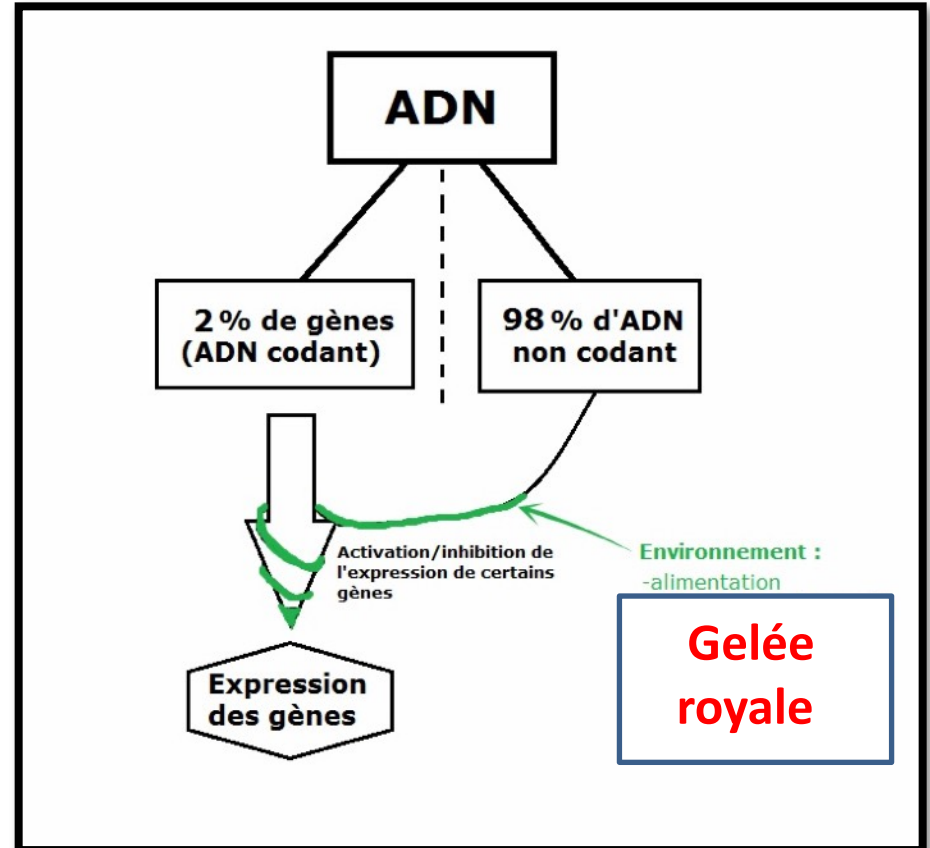 ADN
2 % de gènes
(ADN codant)
98 % d'ADN
non codant
Activation/inhibition de
l'expression de certains
gènes
Environnement :
-alimentation
Gelée
royale
Expression
des gènes